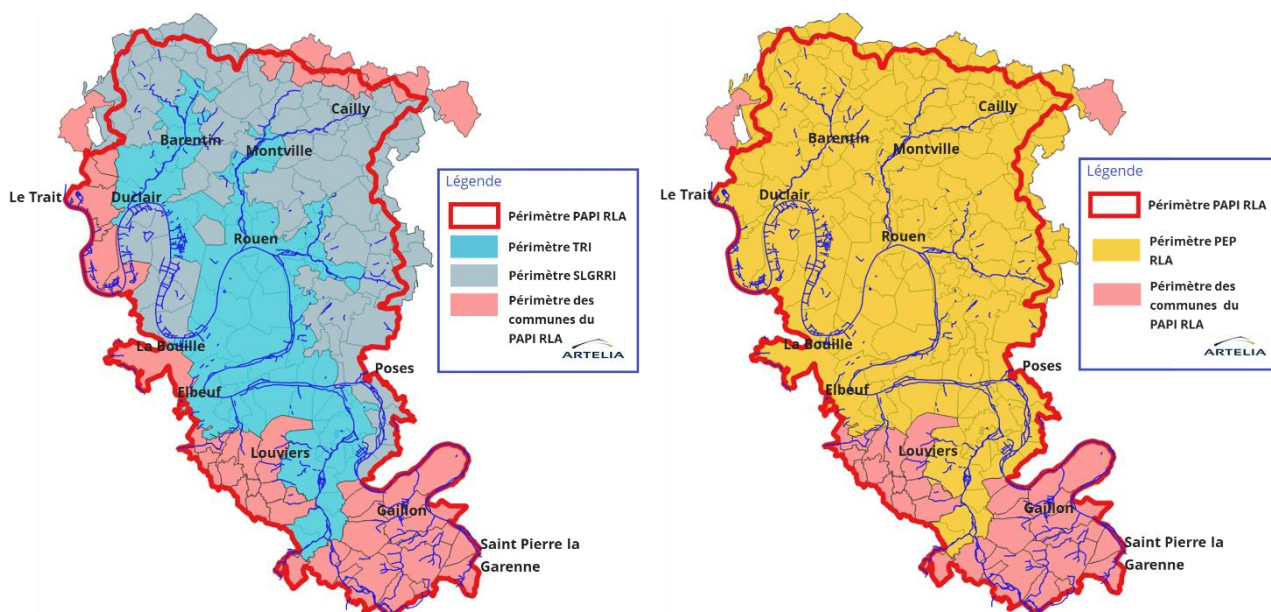 Cailly
Barentin
Montville
Le Trait
Duclair
Rouen
La Bouille
Elbeuf
Poses
Louviers
Gaillon
Saint Pierre la
Garenne
Légende
Périmètre PAPI RLA
Périmètre TRI
Périmètre SLGRRI
Périmètre des
communes du
PAPI RLA
ARTELIA
Cailly
Barentin
Montville
Le Trait
Duclair
Rouen
La Bouille
Elbeuf
Poses
Louviers
Gaillon
Saint Pierre la
Garenne
Légende
Périmètre PAPI RLA
Périmètre PEP
RLA
Périmètre des
communes du
PAPI RLA
ARTELIA